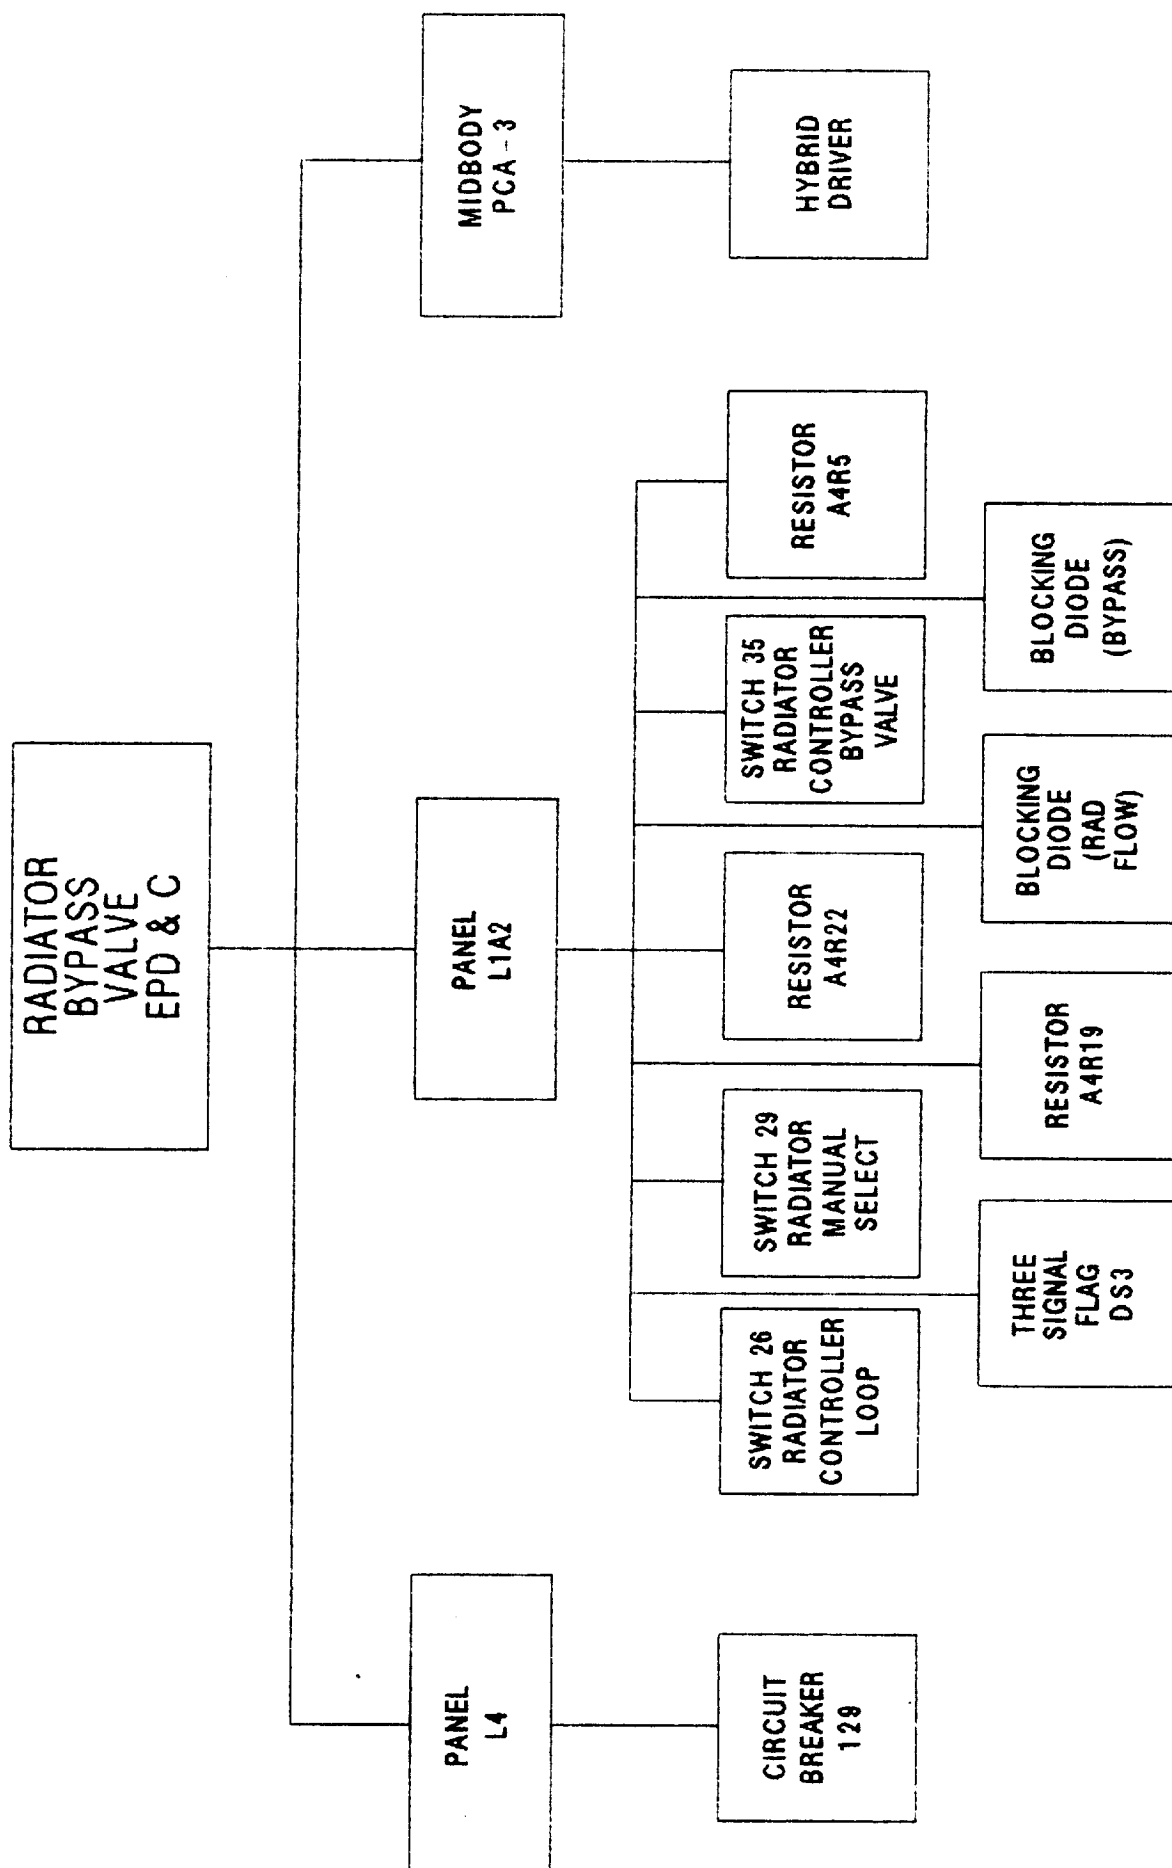 RADIATOR
BYPASS
VALVE
EPD & C
PANEL
L4
PANEL
L1A2
MIDBODY
PCA-3
CIRCUIT
BREAKER
129
SWITCH 26
RADIATOR
CONTROLLER
LOOP
SWITCH 29
RADIATOR
MANUAL
SELECT
RESISTOR
A4R22
SWITCH 35
RADIATOR
CONTROLLER
BYPASS
VALVE
RESISTOR
A4R5
HYBRID
DRIVER
THREE
SIGNAL
FLAG
DS3
RESISTOR
A4R19
BLOCKING
DIODE
(RAD
FLOW)
BLOCKING
DIODE
(BYPASS)